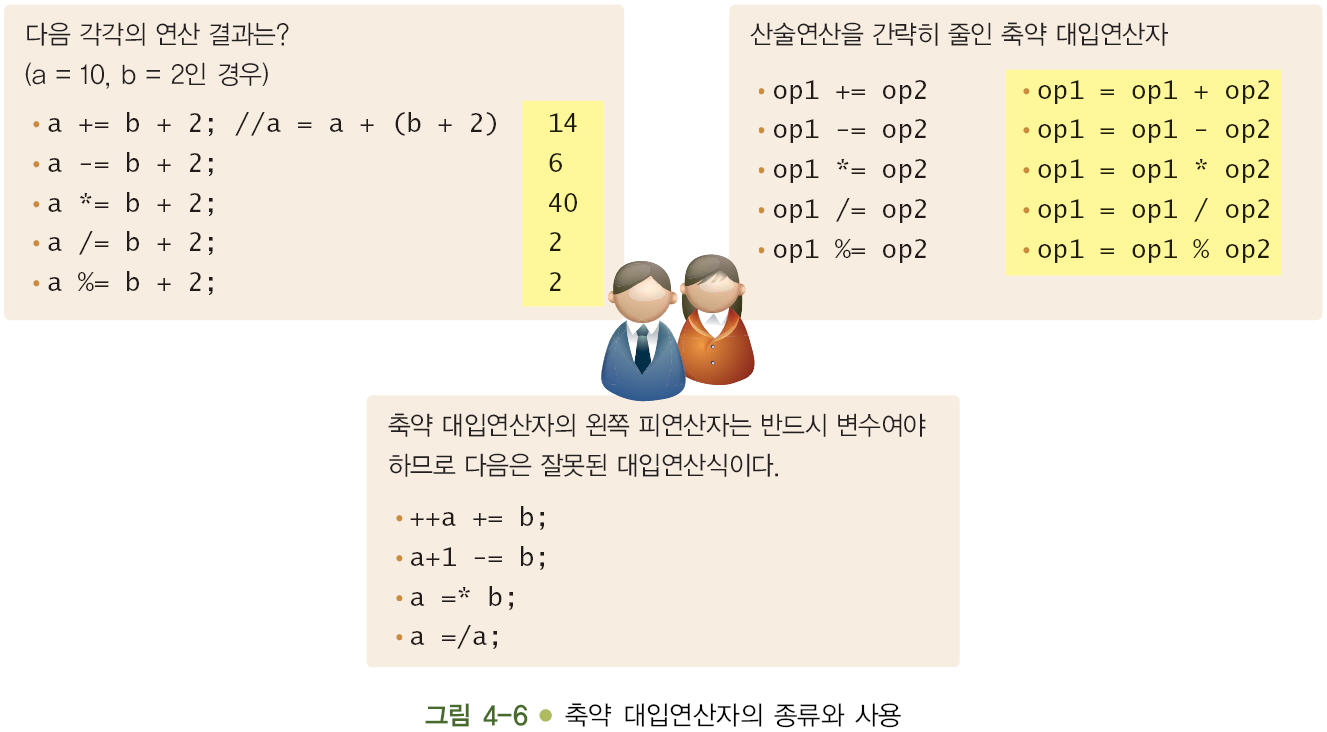 다음 각각의 연산 결과는?
(a = 10, b = 2인 경우)
• a += b + 2; //a = a + (b + 2) 14
• a -= b + 2; 6
• a *= b + 2; 40
• a /= b + 2; 2
• a %= b + 2; 2
산술연산을 간략히 줄인 축약 대입연산자
• op1 += op2 • op1 = op1 + op2
• op1 -= op2 • op1 = op1 - op2
• op1 *= op2 • op1 = op1 * op2
• op1 /= op2 • op1 = op1 / op2
• op1 %= op2 • op1 = op1 % op2
축약 대입연산자의 왼쪽 피연산자는 반드시 변수여야
하므로 다음은 잘못된 대입연산식이다.
• ++a += b;
• a+1 -= b;
• a =* b;
• a =/a;
그림 4-6 ● 축약 대입연산자의 종류와 사용